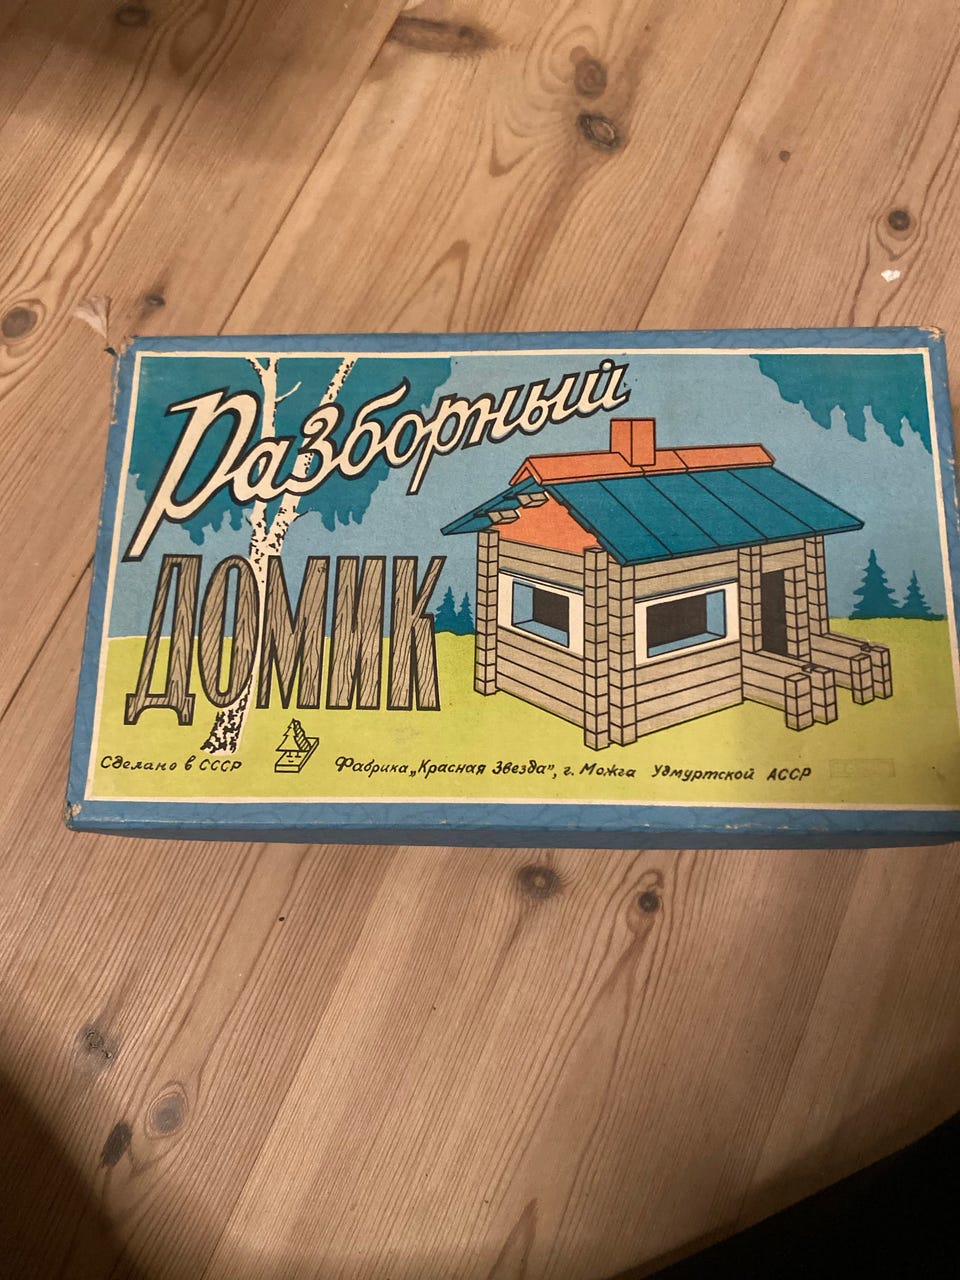 Разборный
ДОМИК
Сделано в СССР
Фабрика „Красная Звезда”, г. Можга Удмуртской АССР